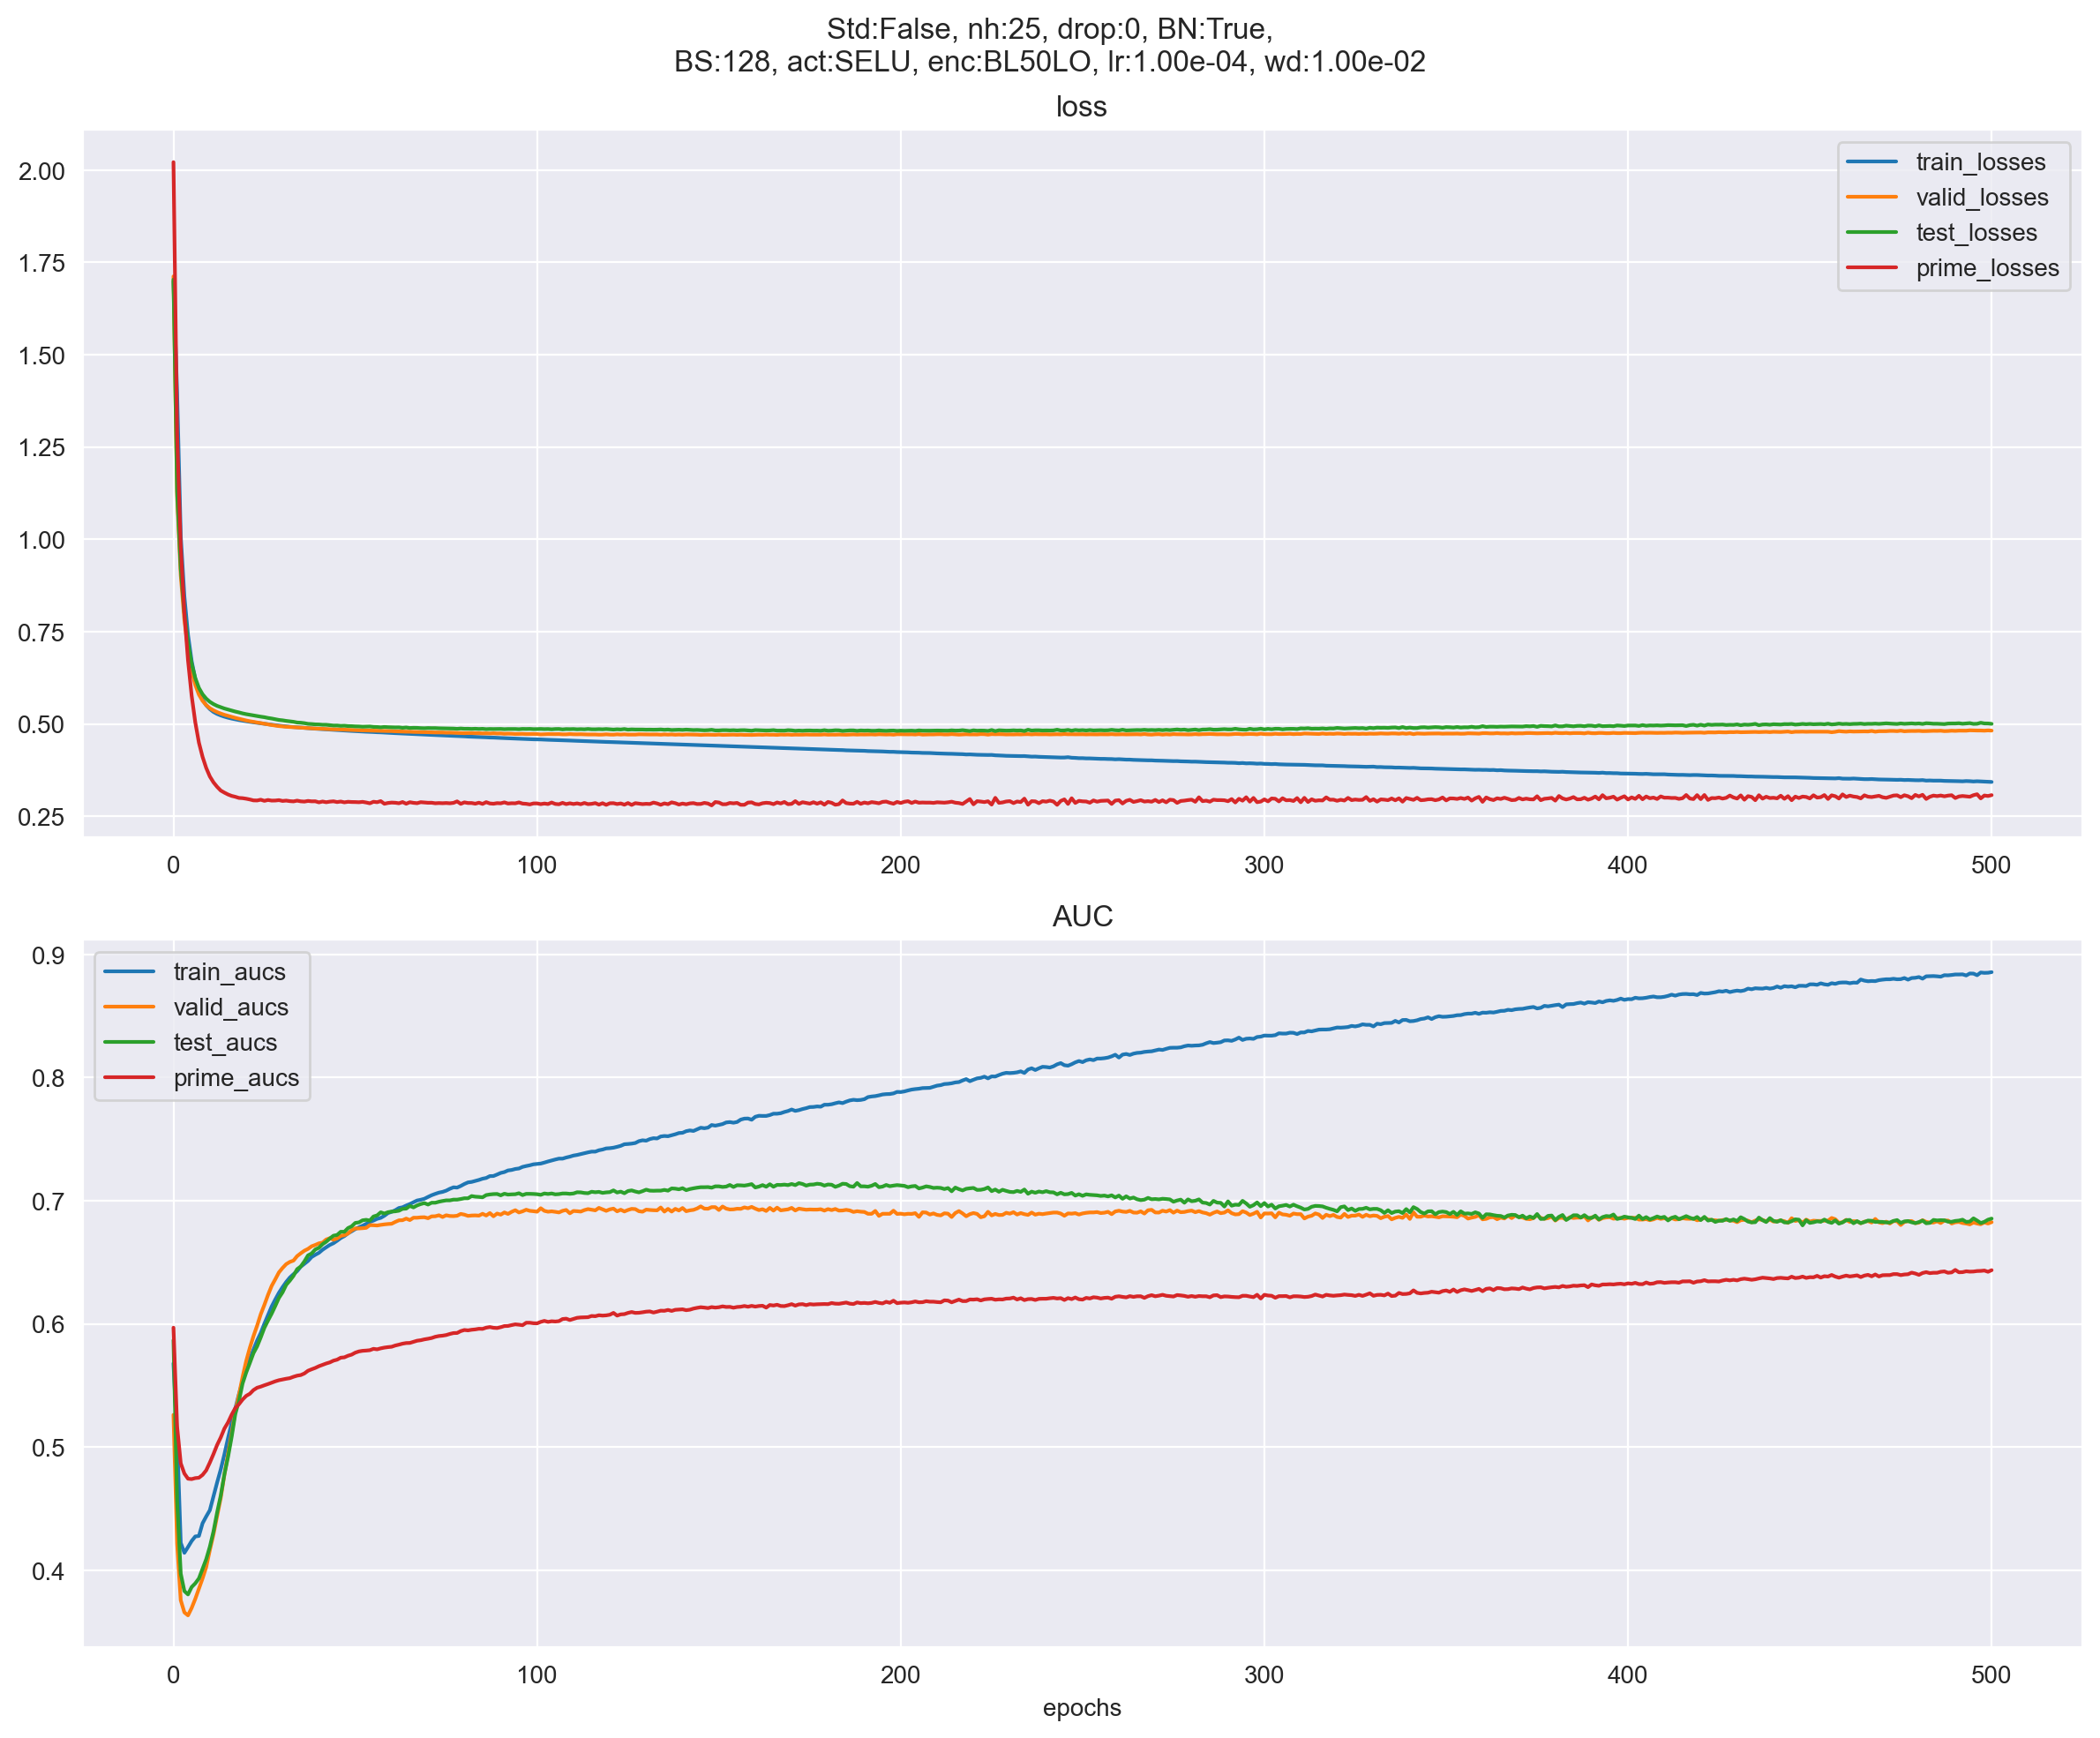 Std:False, nh:25, drop:0, BN:True,
BS:128, act:SELU, enc:BL50LO, lr:1.00e-04, wd:1.00e-02
loss
2.00
1.75
1.50
1.25
1.00
0.75
0.50
0.25
train_losses
valid_losses
test_losses
prime_losses
0 100 200 300 400 500
AUC
0.9
0.8
0.7
0.6
0.5
0.4
train_aucs
valid_aucs
test_aucs
prime_aucs
0 100 200 300 400 500
epochs